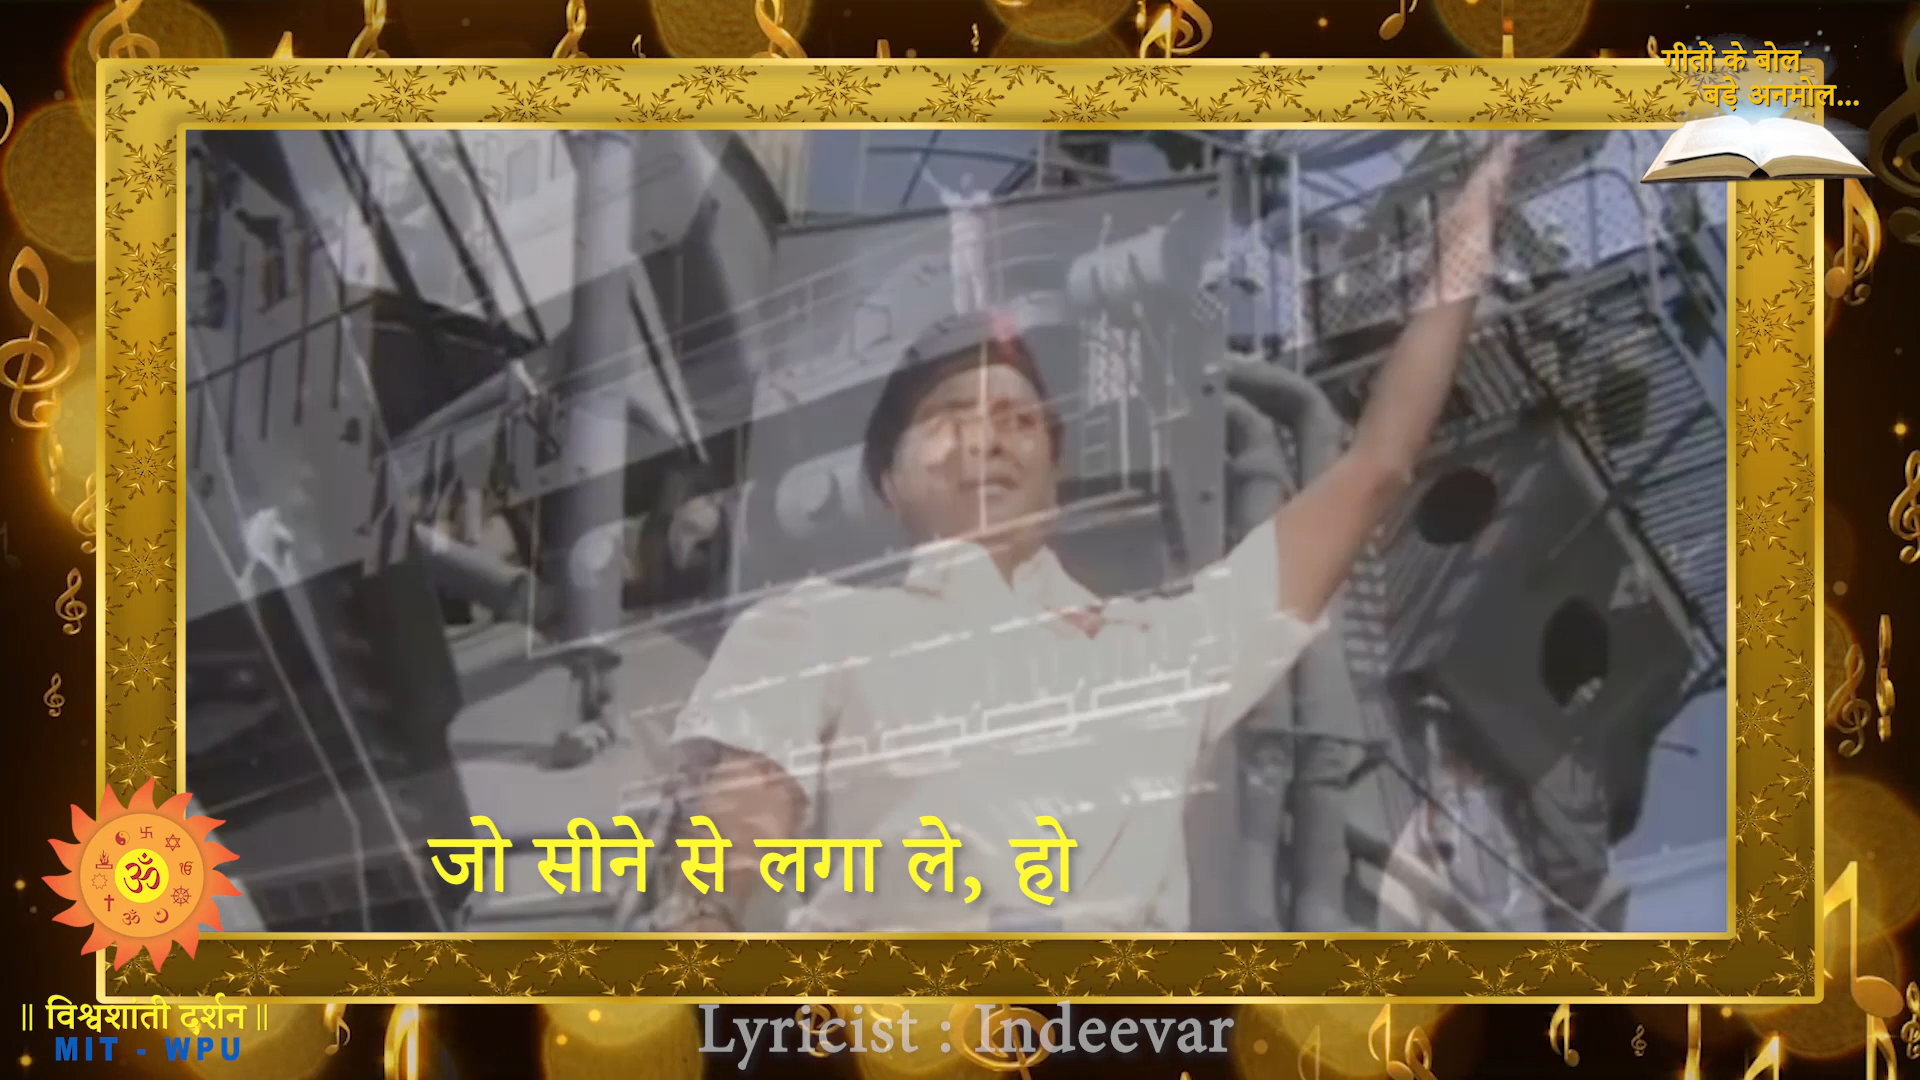 गीतों के बोल
बड़े अनमोल...
जो सीने से लगा ले, हो
|| विश्वशांती दर्शन ||
MIT - WPU
Lyricist : Indeevar